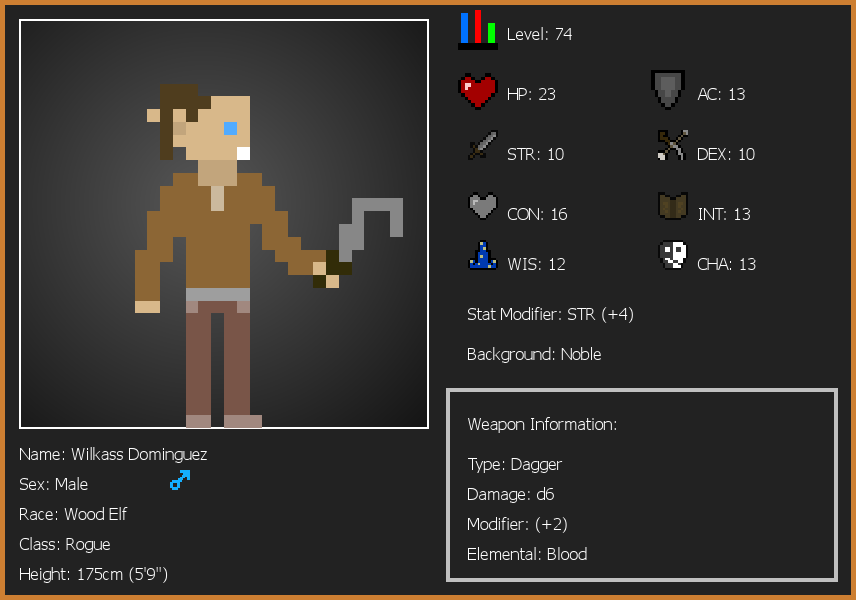 Level: 74
HP: 23
AC: 13
STR: 10
DEX: 10
CON: 16
INT: 13
WIS: 12
CHA: 13
Stat Modifier: STR (+4)
Background: Noble
Weapon Information:
Type: Dagger
Damage: d6
Modifier: (+2)
Elemental: Blood
Name: Wilkass Dominguez
Sex: Male
Race: Wood Elf
Class: Rogue
Height: 175cm (5'9")